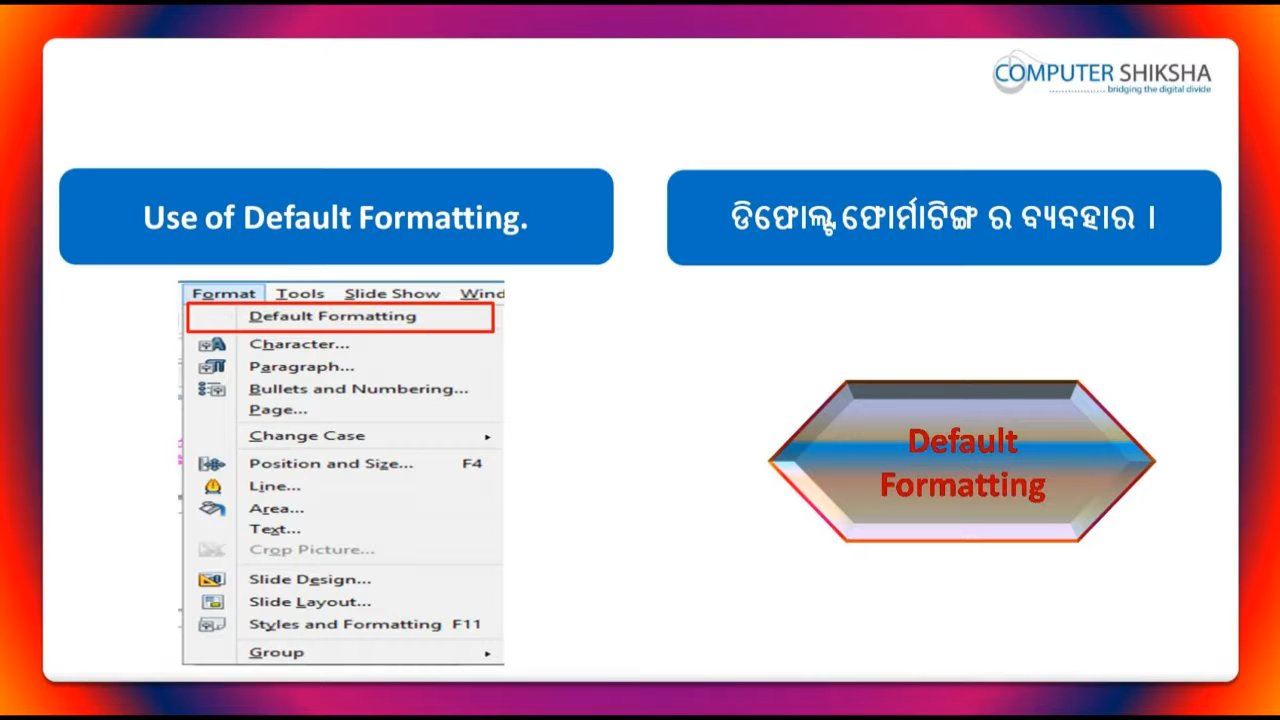 COMPUTER SHIKSHA
bridging the digital divide
Use of Default Formatting.
ଡିଫୋଲ୍ଟ ଫୋର୍ମାଟିଙ୍ଗ ର ବ୍ୟବହାର ।
Format Tools Slide Show Wind
Default Formatting
Character...
Paragraph...
Bullets and Numbering...
Page...
Change Case
Position and Size... F4
Line...
Area...
Text...
Crop Picture...
Slide Design...
Slide Layout...
Styles and Formatting F11
Group
Default
Formatting